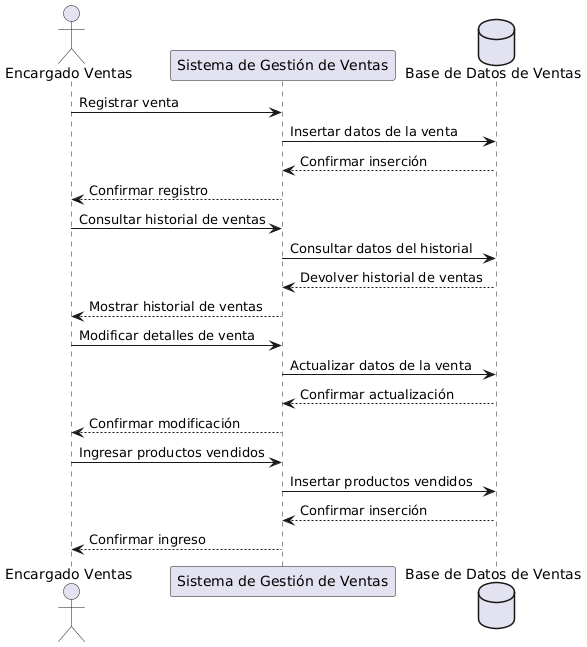 Encargado Ventas
Sistema de Gestión de Ventas
Base de Datos de Ventas
Registrar venta
Insertar datos de la venta
Confirmar inserción
Confirmar registro
Consultar historial de ventas
Consultar datos del historial
Devolver historial de ventas
Mostrar historial de ventas
Modificar detalles de venta
Actualizar datos de la venta
Confirmar actualización
Confirmar modificación
Ingresar productos vendidos
Insertar productos vendidos
Confirmar inserción
Confirmar ingreso
Encargado Ventas
Sistema de Gestión de Ventas
Base de Datos de Ventas